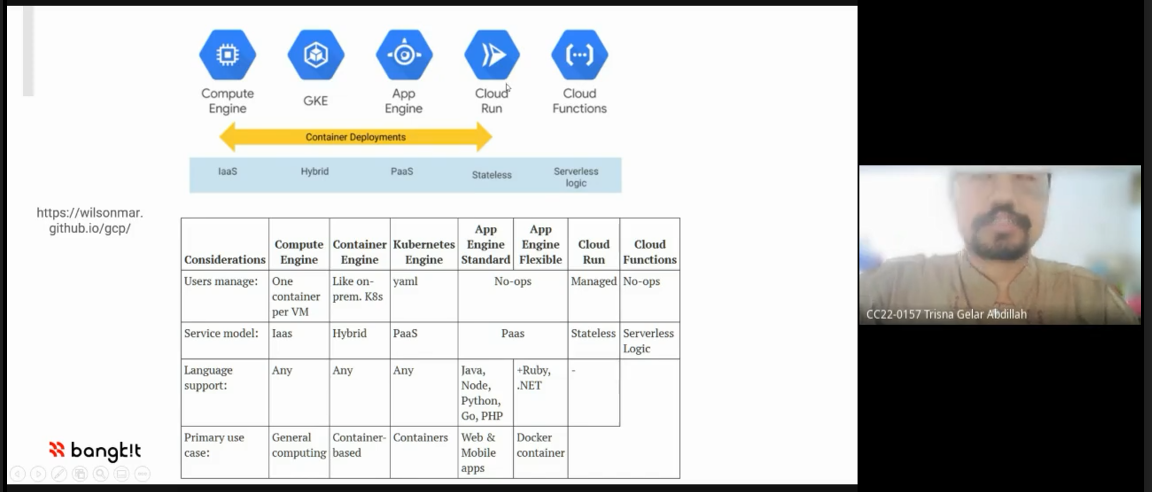 Compute
Engine
GKE
App
Engine
Cloud
Run
Cloud
Functions
Container Deployments
IaaS
Hybrid
PaaS
Stateless
Serverless
logic
https://wilsonmar.
github.io/gcp/
Considerations
Compute
Engine
Container
Engine
Kubernetes
Engine
App
Engine
Standard
App
Engine
Flexible
Cloud
Run
Cloud
Functions
Users manage:
One
container
per VM
Like on-
prem. K8s
yaml
No-ops
Managed
No-ops
Service model:
Iaas
Hybrid
PaaS
Paas
Stateless
Serverless
Logic
Language
support:
Any
Any
Any
Java,
Node,
Python,
Go, PHP
+Ruby,
.NET
-
Primary use
case:
General
computing
Container-
based
Containers
Web &
Mobile
apps
Docker
container
bangk!t
CC22-0157 Trisna Gelar Abdillah